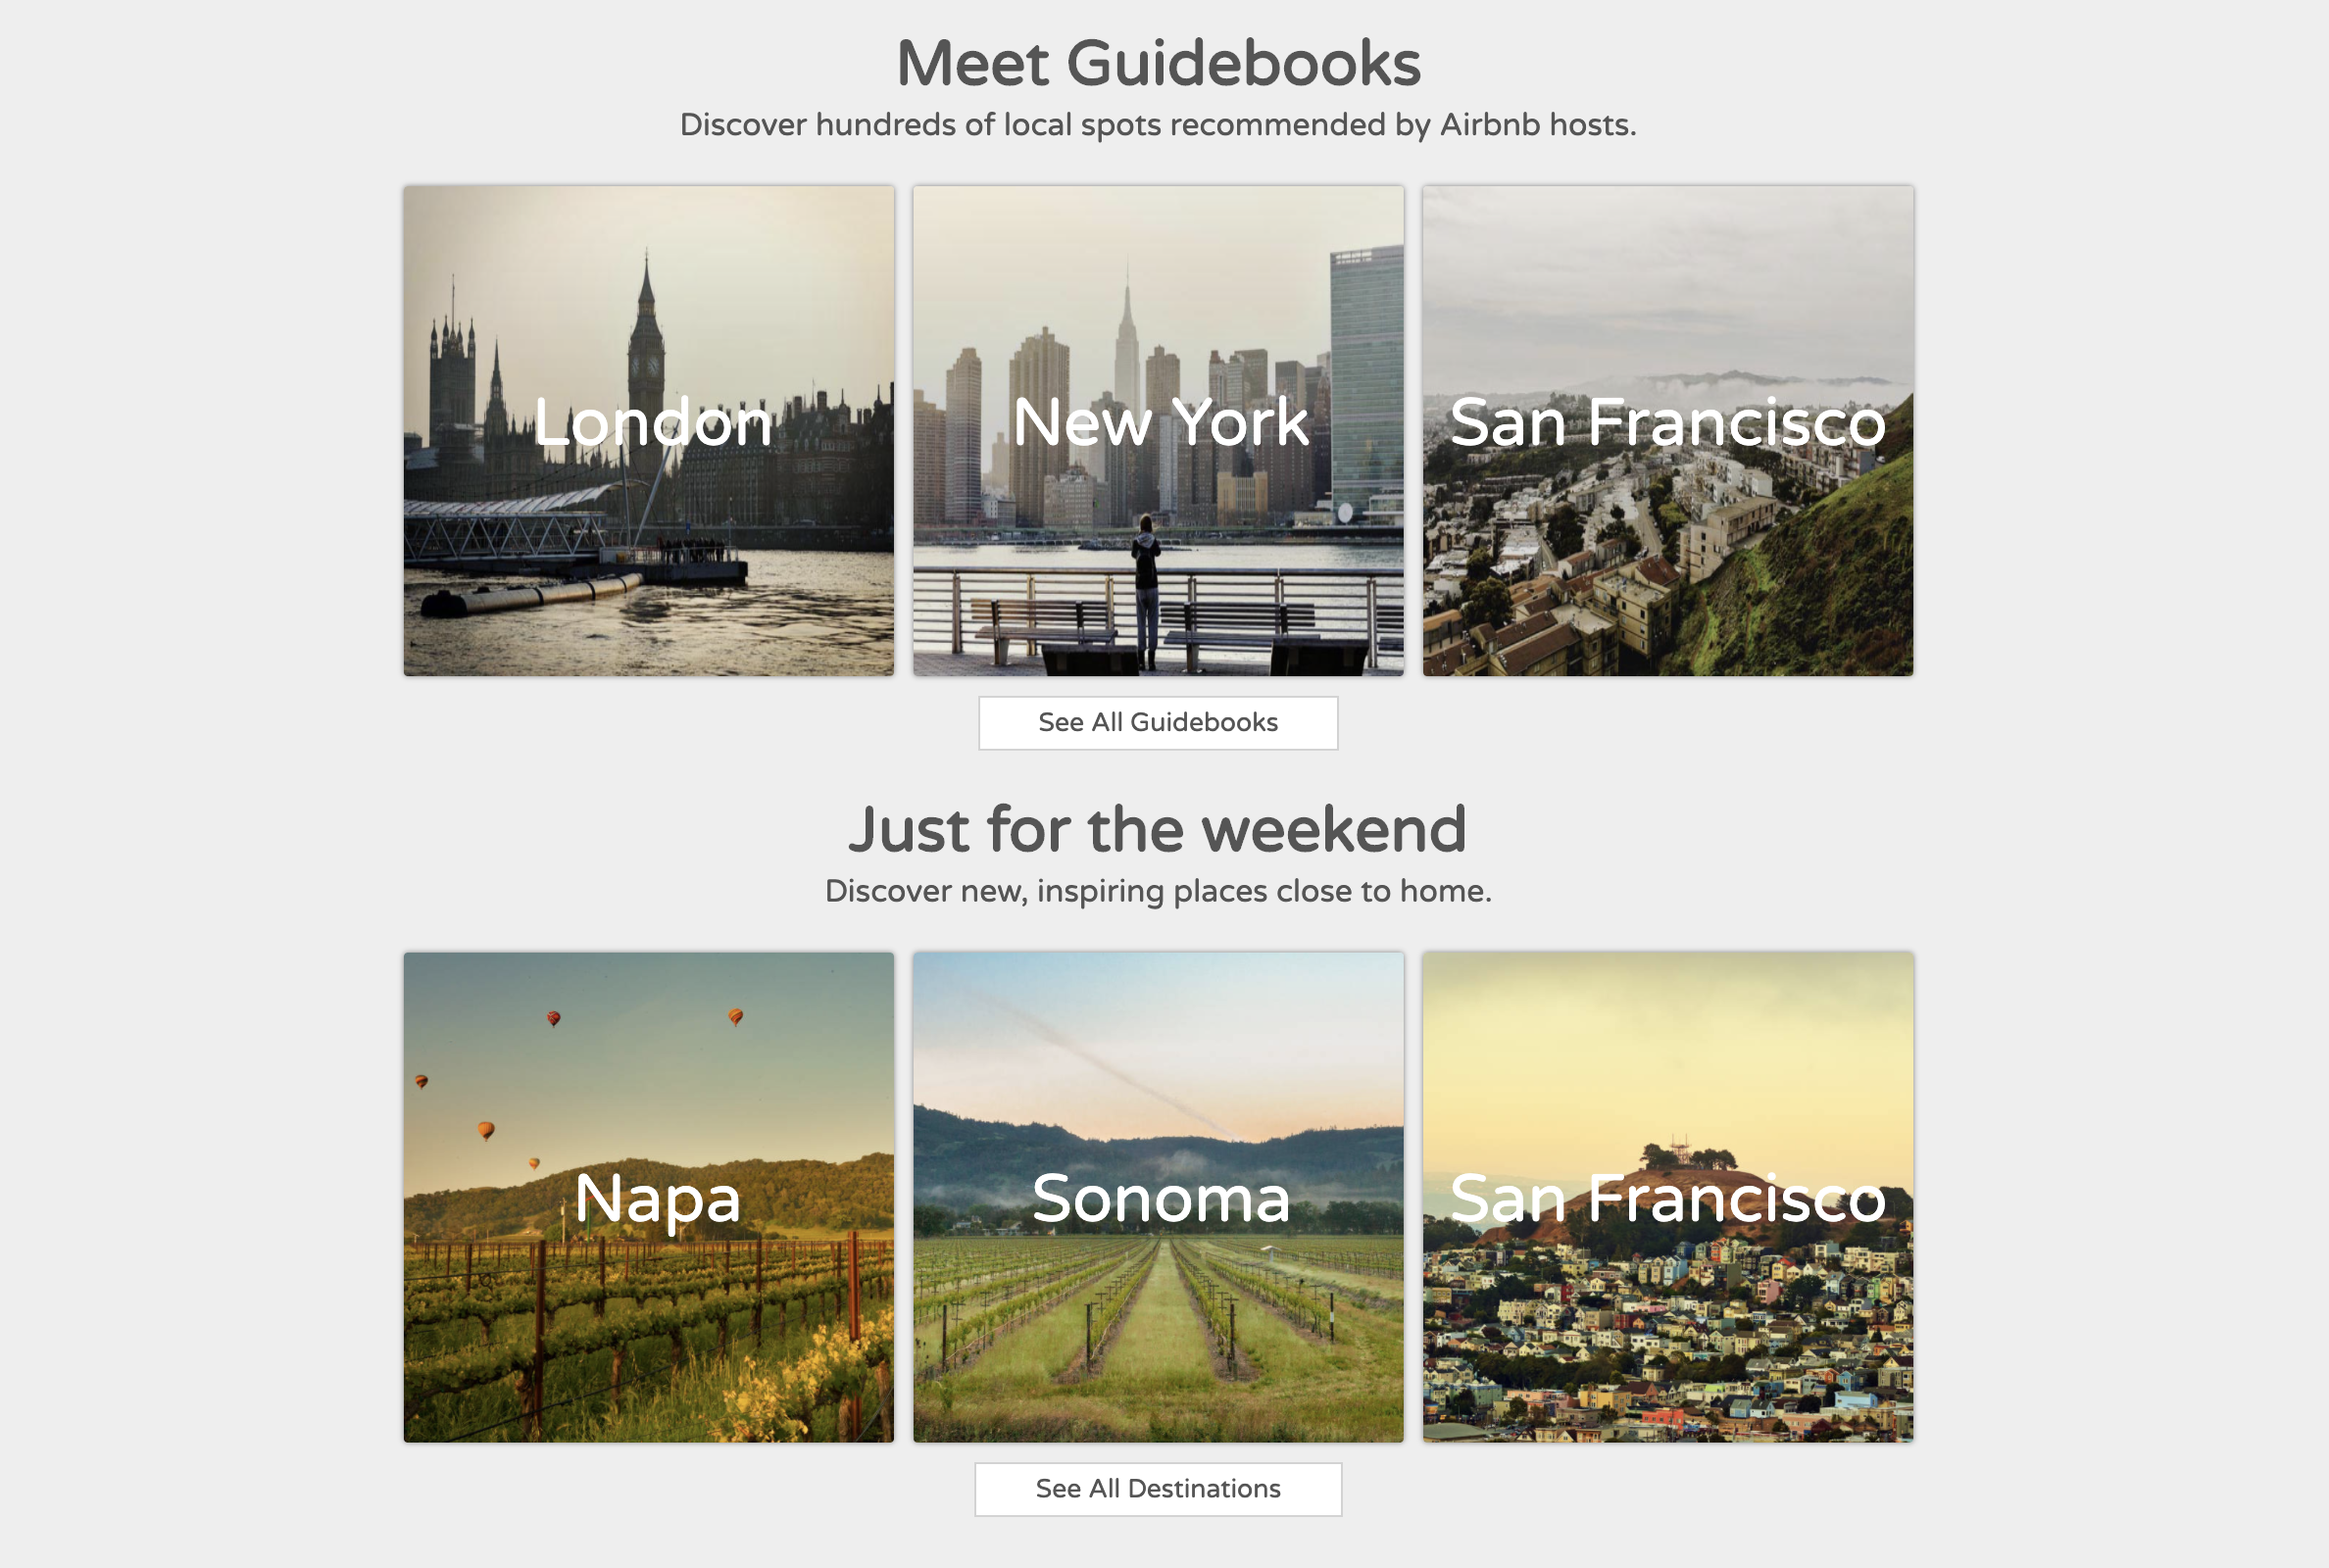 Meet Guidebooks
Discover hundreds of local spots recommended by Airbnb hosts.
London
New York
San Francisco
See All Guidebooks
Just for the weekend
Discover new, inspiring places close to home.
Napa
Sonoma
San Francisco
See All Destinations